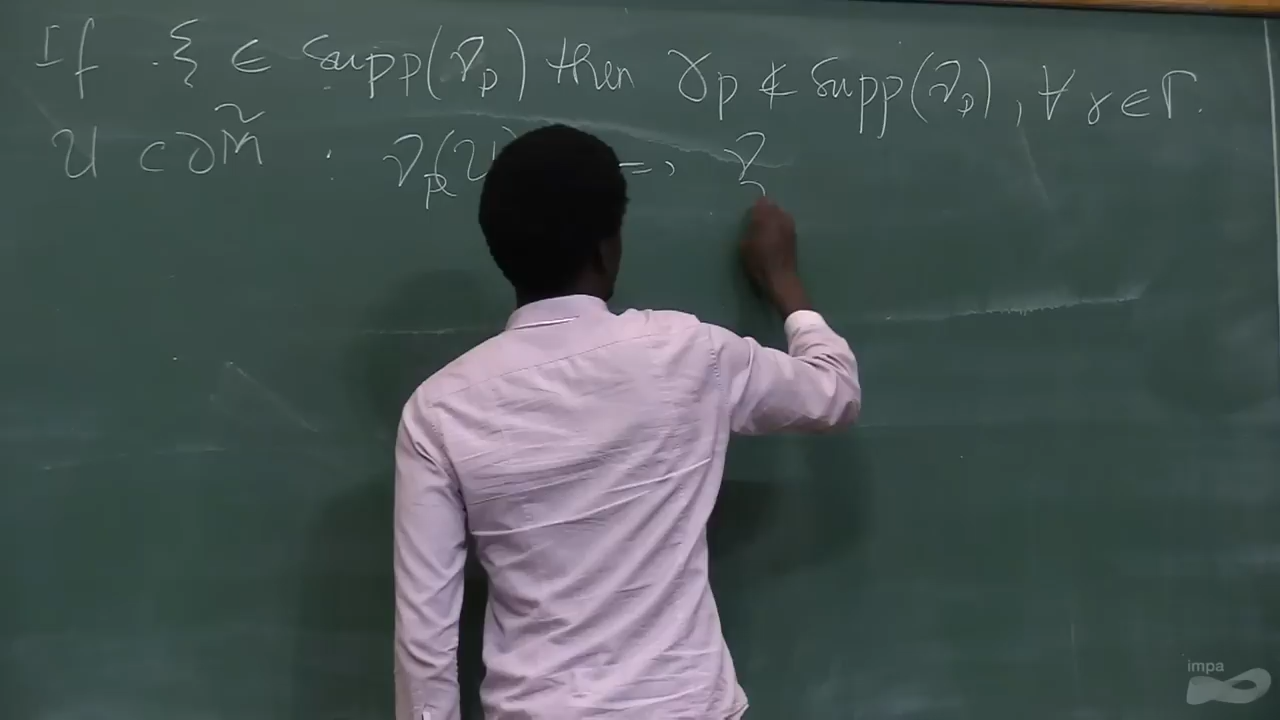 If ξ ∈ Supp(ν_p) then γp ∉ Supp(ν_p), ∀ γ ∈ Γ.
U ⊂ ∂M̃ : ν_p(U => ν
impa